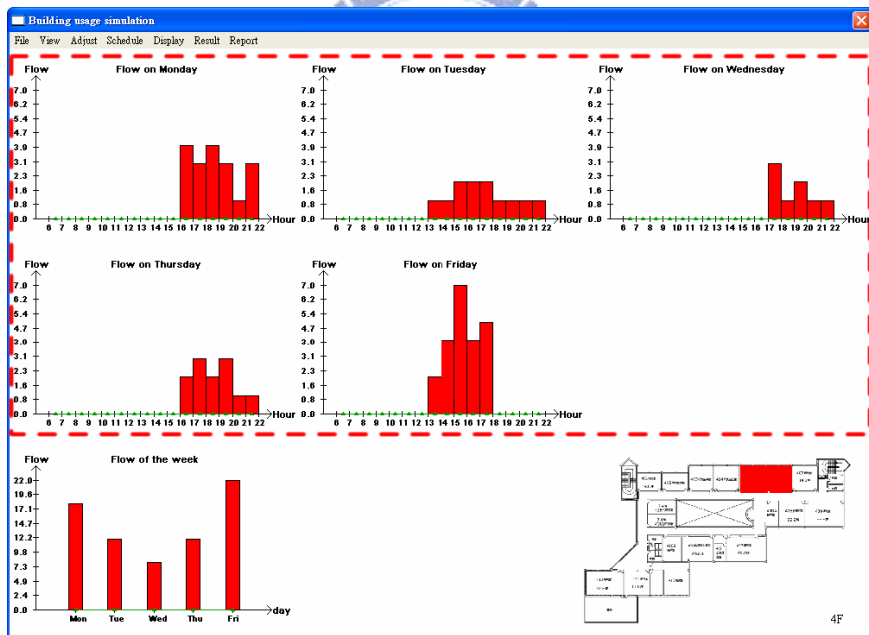 Building usage simulation
File View Adjust Schedule Display Result Report
Flow
Flow on Monday
7.0
6.2
5.4
4.7
3.9
3.1
2.3
1.6
0.8
0.0
6 7 8 9 10 11 12 13 14 15 16 17 18 19 20 21 22
Hour
Flow
Flow on Tuesday
7.0
6.2
5.4
4.7
3.9
3.1
2.3
1.6
0.8
0.0
6 7 8 9 10 11 12 13 14 15 16 17 18 19 20 21 22
Hour
Flow
Flow on Wednesday
7.0
6.2
5.4
4.7
3.9
3.1
2.3
1.6
0.8
0.0
6 7 8 9 10 11 12 13 14 15 16 17 18 19 20 21 22
Hour
Flow
Flow on Thursday
7.0
6.2
5.4
4.7
3.9
3.1
2.3
1.6
0.8
0.0
6 7 8 9 10 11 12 13 14 15 16 17 18 19 20 21 22
Hour
Flow
Flow on Friday
7.0
6.2
5.4
4.7
3.9
3.1
2.3
1.6
0.8
0.0
6 7 8 9 10 11 12 13 14 15 16 17 18 19 20 21 22
Hour
Flow
Flow of the week
22.0
19.6
17.1
14.7
12.2
9.8
7.3
4.9
2.4
0.0
Mon Tue Wed Thu Fri
day
4F